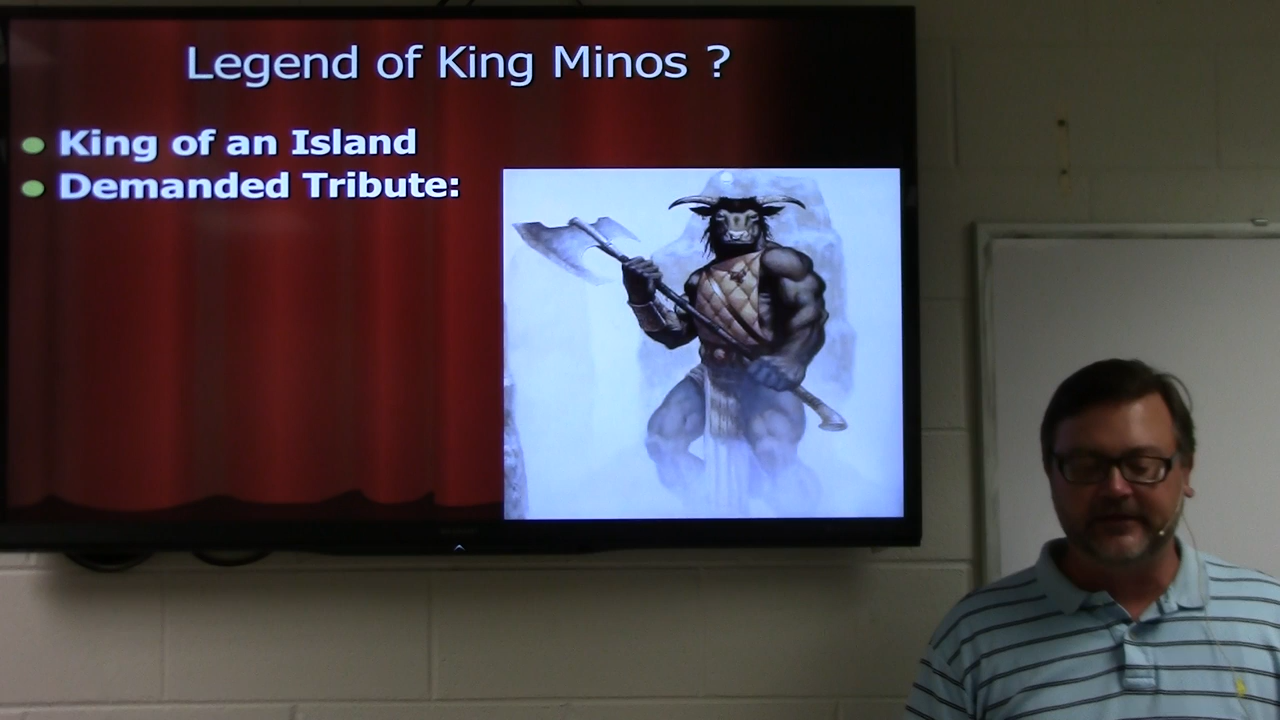 Legend of King Minos ?
King of an Island
Demanded Tribute: